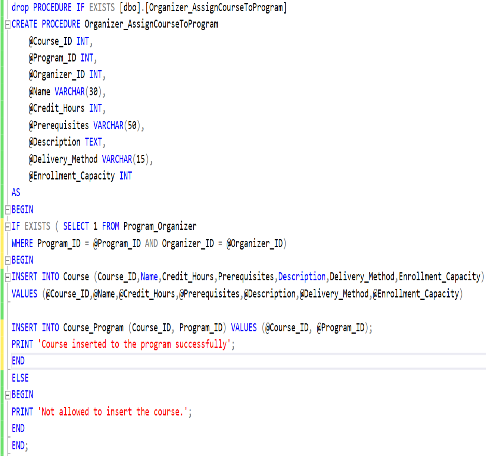 drop PROCEDURE IF EXISTS [dbo].[Organizer_AssignCourseToProgram]
CREATE PROCEDURE Organizer_AssignCourseToProgram
@Course_ID INT,
@Program_ID INT,
@Organizer_ID INT,
@Name VARCHAR(30),
@Credit_Hours INT,
@Prerequisites VARCHAR(50),
@Description TEXT,
@Delivery_Method VARCHAR(15),
@Enrollment_Capacity INT
AS
BEGIN
IF EXISTS ( SELECT 1 FROM Program_Organizer
WHERE Program_ID = @Program_ID AND Organizer_ID = @Organizer_ID)
BEGIN
INSERT INTO Course (Course_ID,Name,Credit_Hours,Prerequisites,Description,Delivery_Method,Enrollment_Capacity)
VALUES (@Course_ID,@Name,@Credit_Hours,@Prerequisites,@Description,@Delivery_Method,@Enrollment_Capacity)
INSERT INTO Course_Program (Course_ID, Program_ID) VALUES (@Course_ID, @Program_ID);
PRINT 'Course inserted to the program successfully';
END
ELSE
BEGIN
PRINT 'Not allowed to insert the course.';
END
END;